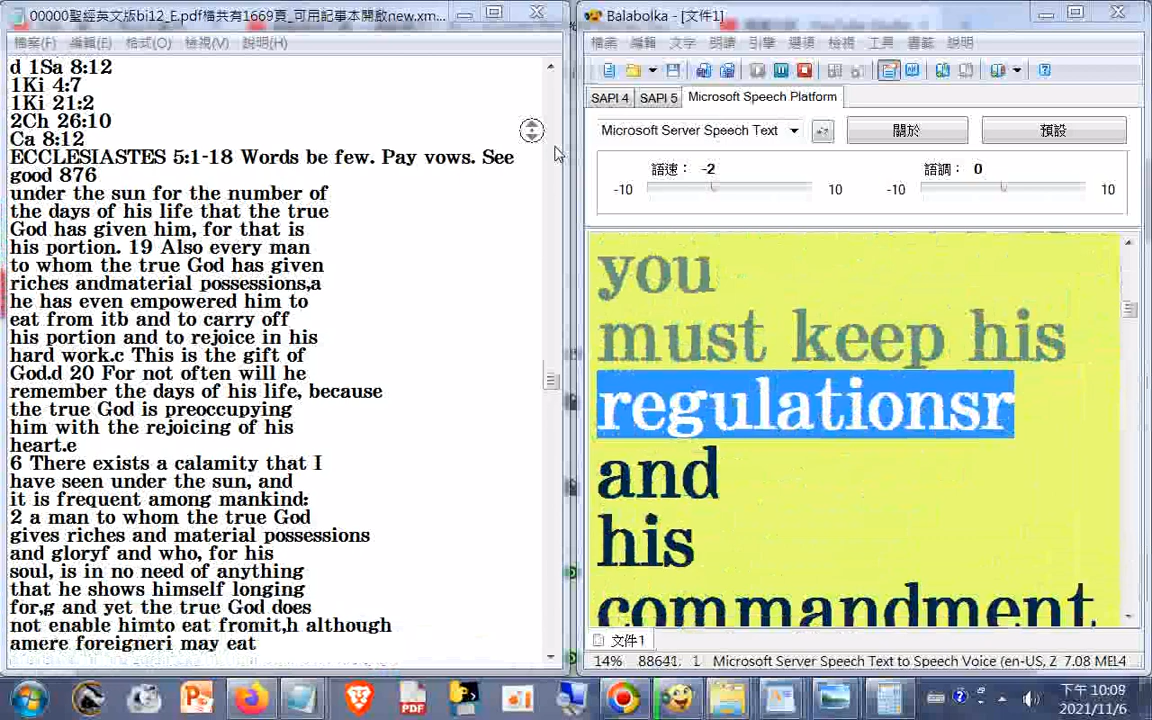 00000聖經英文版bi12_E.pdf檔共有1669頁_可用記事本開啟new.xm...
檔案(F) 編輯(E) 格式(O) 檢視(V) 說明(H)
d 1Sa 8:12
1Ki 4:7
1Ki 21:2
2Ch 26:10
Ca 8:12
ECCLESIASTES 5:1-18 Words be few. Pay vows. See
good 876
under the sun for the number of
the days of his life that the true
God has given him, for that is
his portion. 19 Also every man
to whom the true God has given
riches andmaterial possessions,a
he has even empowered him to
eat from itb and to carry off
his portion and to rejoice in his
hard work.c This is the gift of
God.d 20 For not often will he
remember the days of his life, because
the true God is preoccupying
him with the rejoicing of his
heart.e
6 There exists a calamity that I
have seen under the sun, and
it is frequent among mankind:
2 a man to whom the true God
gives riches and material possessions
and gloryf and who, for his
soul, is in no need of anything
that he shows himself longing
for,g and yet the true God does
not enable himto eat fromit,h although
amere foreigneri may eat
Balabolka - [文件1]
檔案 編輯 文字 朗讀 引擎 選項 檢視 工具 書籤 說明
SAPI 4 SAPI 5 Microsoft Speech Platform
Microsoft Server Speech Text 關於 預設
語速： -2 語調： 0
-10 10 -10 10
you
must keep his
regulationsr
and
his
commandment
文件1
14% 88641: 1 Microsoft Server Speech Text to Speech Voice (en-US, Z 7.08 MB
PDF
下午 10:09
2021/11/6